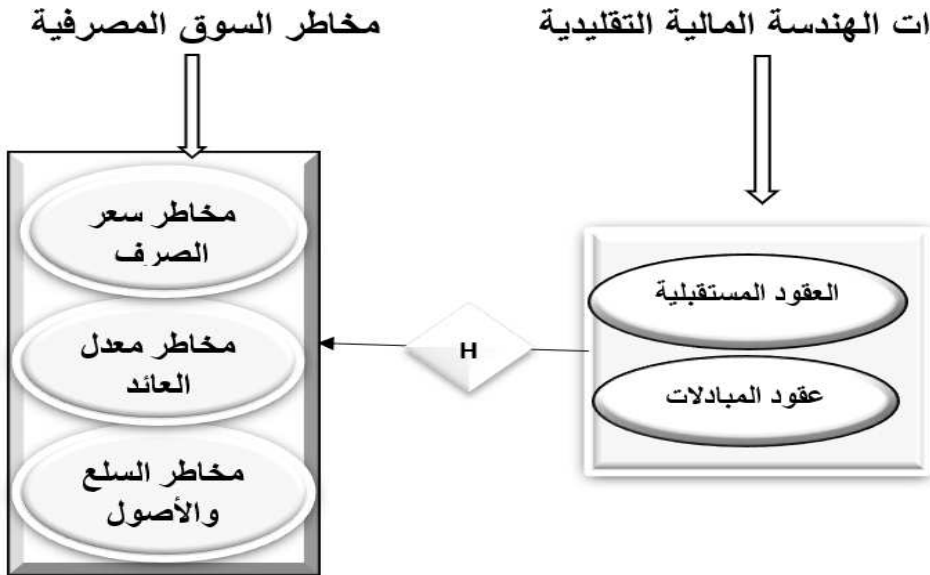 ات الهندسة المالية التقليدية
مخاطر السوق المصرفية
العقود المستقبلية
عقود المبادلات
H
مخاطر سعر
الصرف
مخاطر معدل
العائد
مخاطر السلع
والأصول